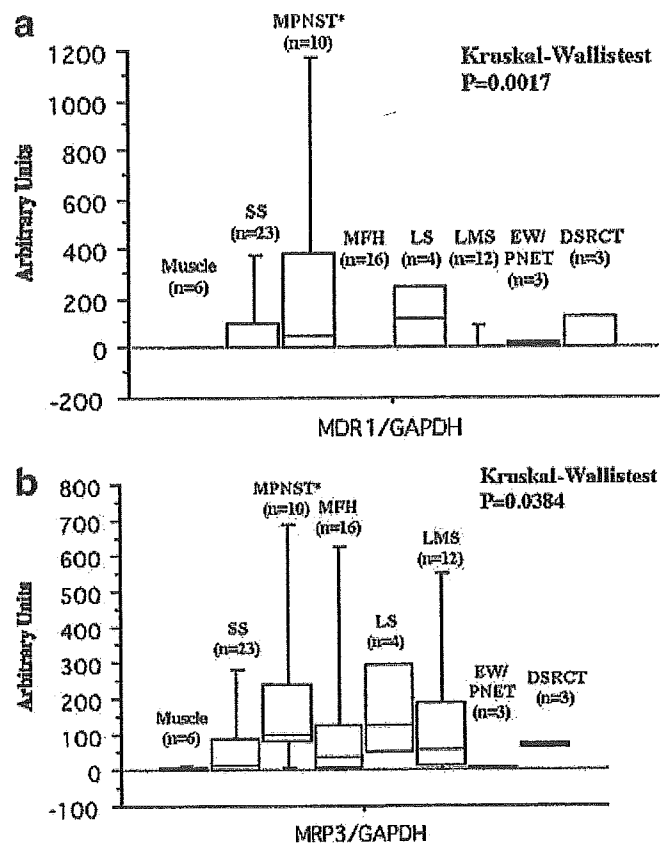 a
MPNST*
(n=10)
Kruskal-Wallistest
P=0.0017
1200
1000
800
600
400
200
0
-200
Arbitrary Units
Muscle
(n=6)
SS
(n=23)
MFH
(n=16)
LS
(n=4)
LMS
(n=12)
EW/
PNET
(n=3)
DSRCT
(n=3)
MDR1/GAPDH
b
Kruskal-Wallistest
P=0.0384
800
700
600
500
400
300
200
100
0
-100
Arbitrary Units
Muscle
(n=6)
SS
(n=23)
MPNST*
(n=10)
MFH
(n=16)
LS
(n=4)
LMS
(n=12)
EW/
PNET
(n=3)
DSRCT
(n=3)
MRP3/GAPDH